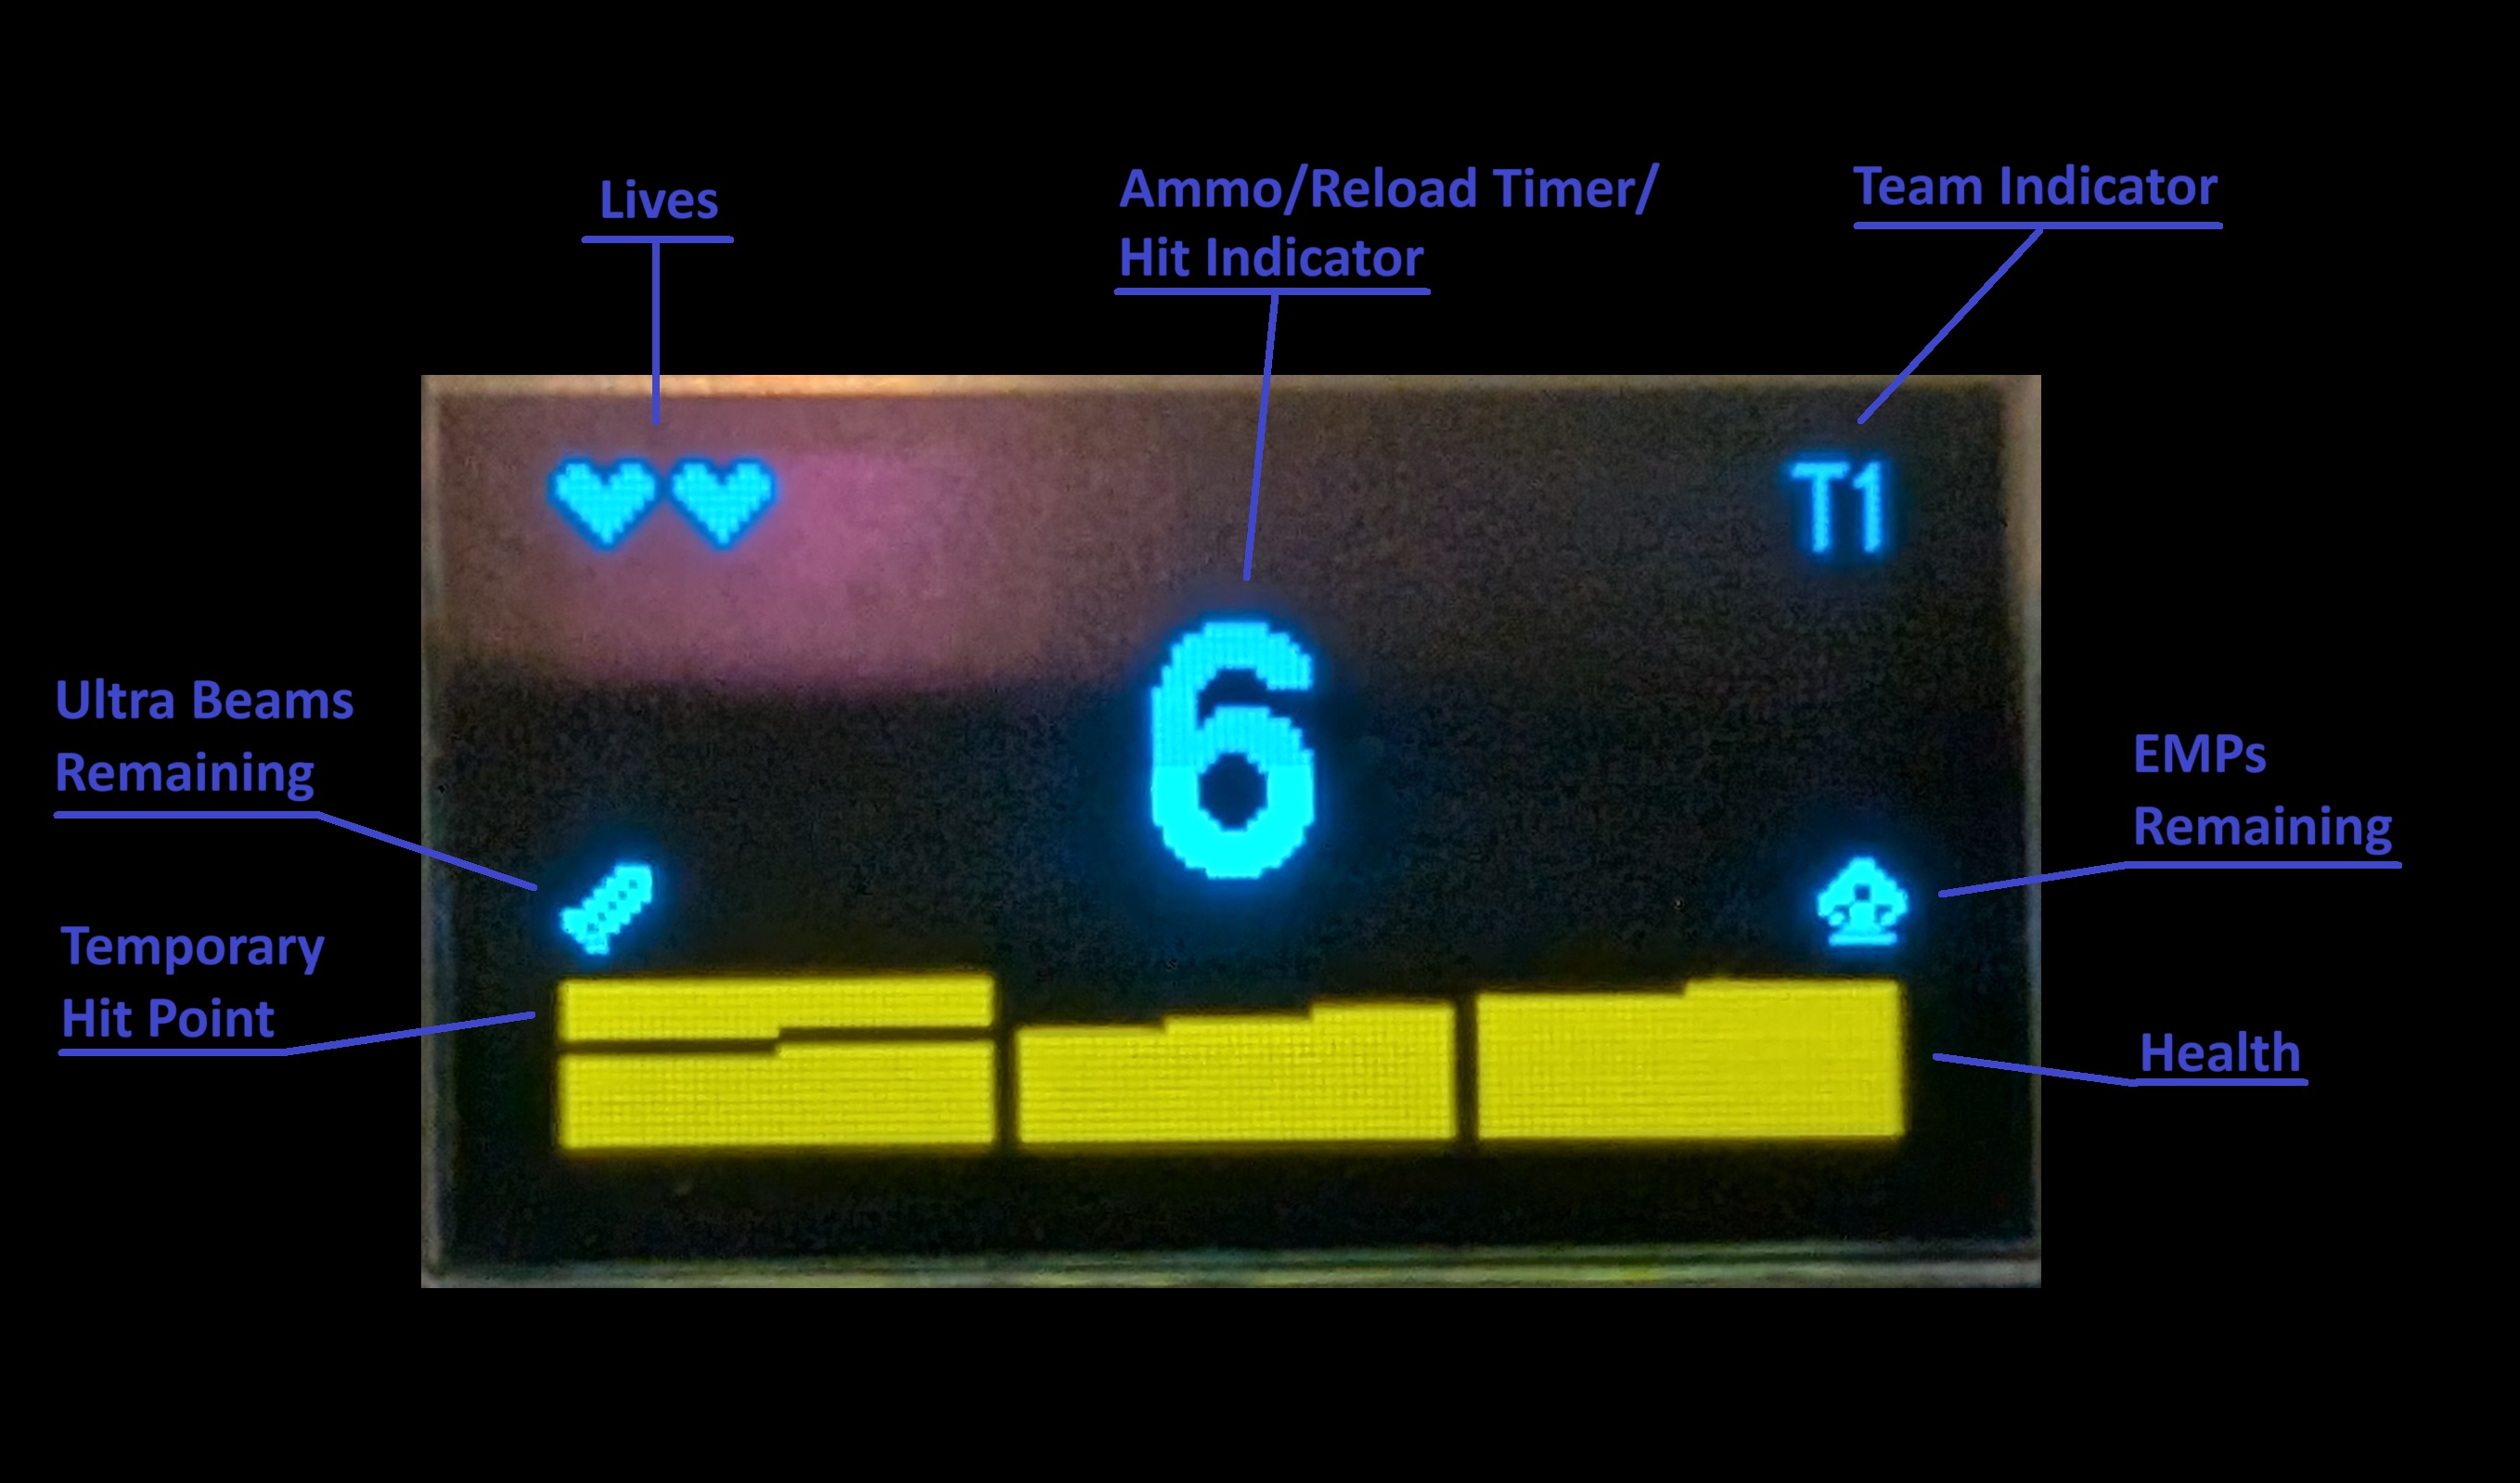 Lives
Ammo/Reload Timer/
Hit Indicator
Team Indicator
T1
6
Ultra Beams
Remaining
EMPs
Remaining
Temporary
Hit Point
Health